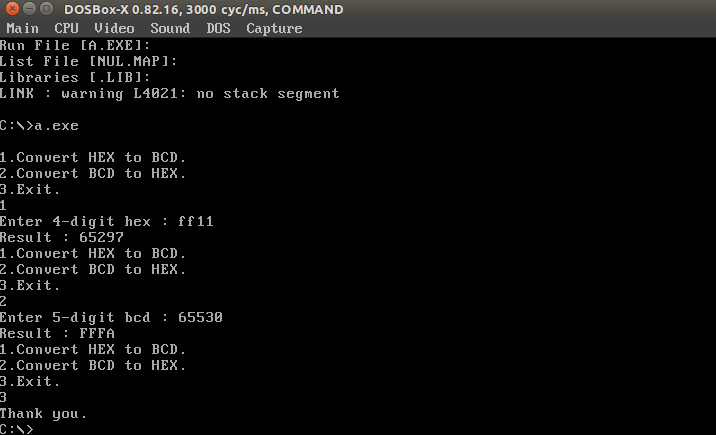 DOSBox-X 0.82.16, 3000 cyc/ms, COMMAND
Main CPU Video Sound DOS Capture
Run File [A.EXE]:
List File [NUL.MAP]:
Libraries [.LIB]:
LINK : warning L4021: no stack segment
C:\>a.exe
1.Convert HEX to BCD.
2.Convert BCD to HEX.
3.Exit.
1
Enter 4-digit hex : ff11
Result : 65297
1.Convert HEX to BCD.
2.Convert BCD to HEX.
3.Exit.
2
Enter 5-digit bcd : 65530
Result : FFFA
1.Convert HEX to BCD.
2.Convert BCD to HEX.
3.Exit.
3
Thank you.
C:\>